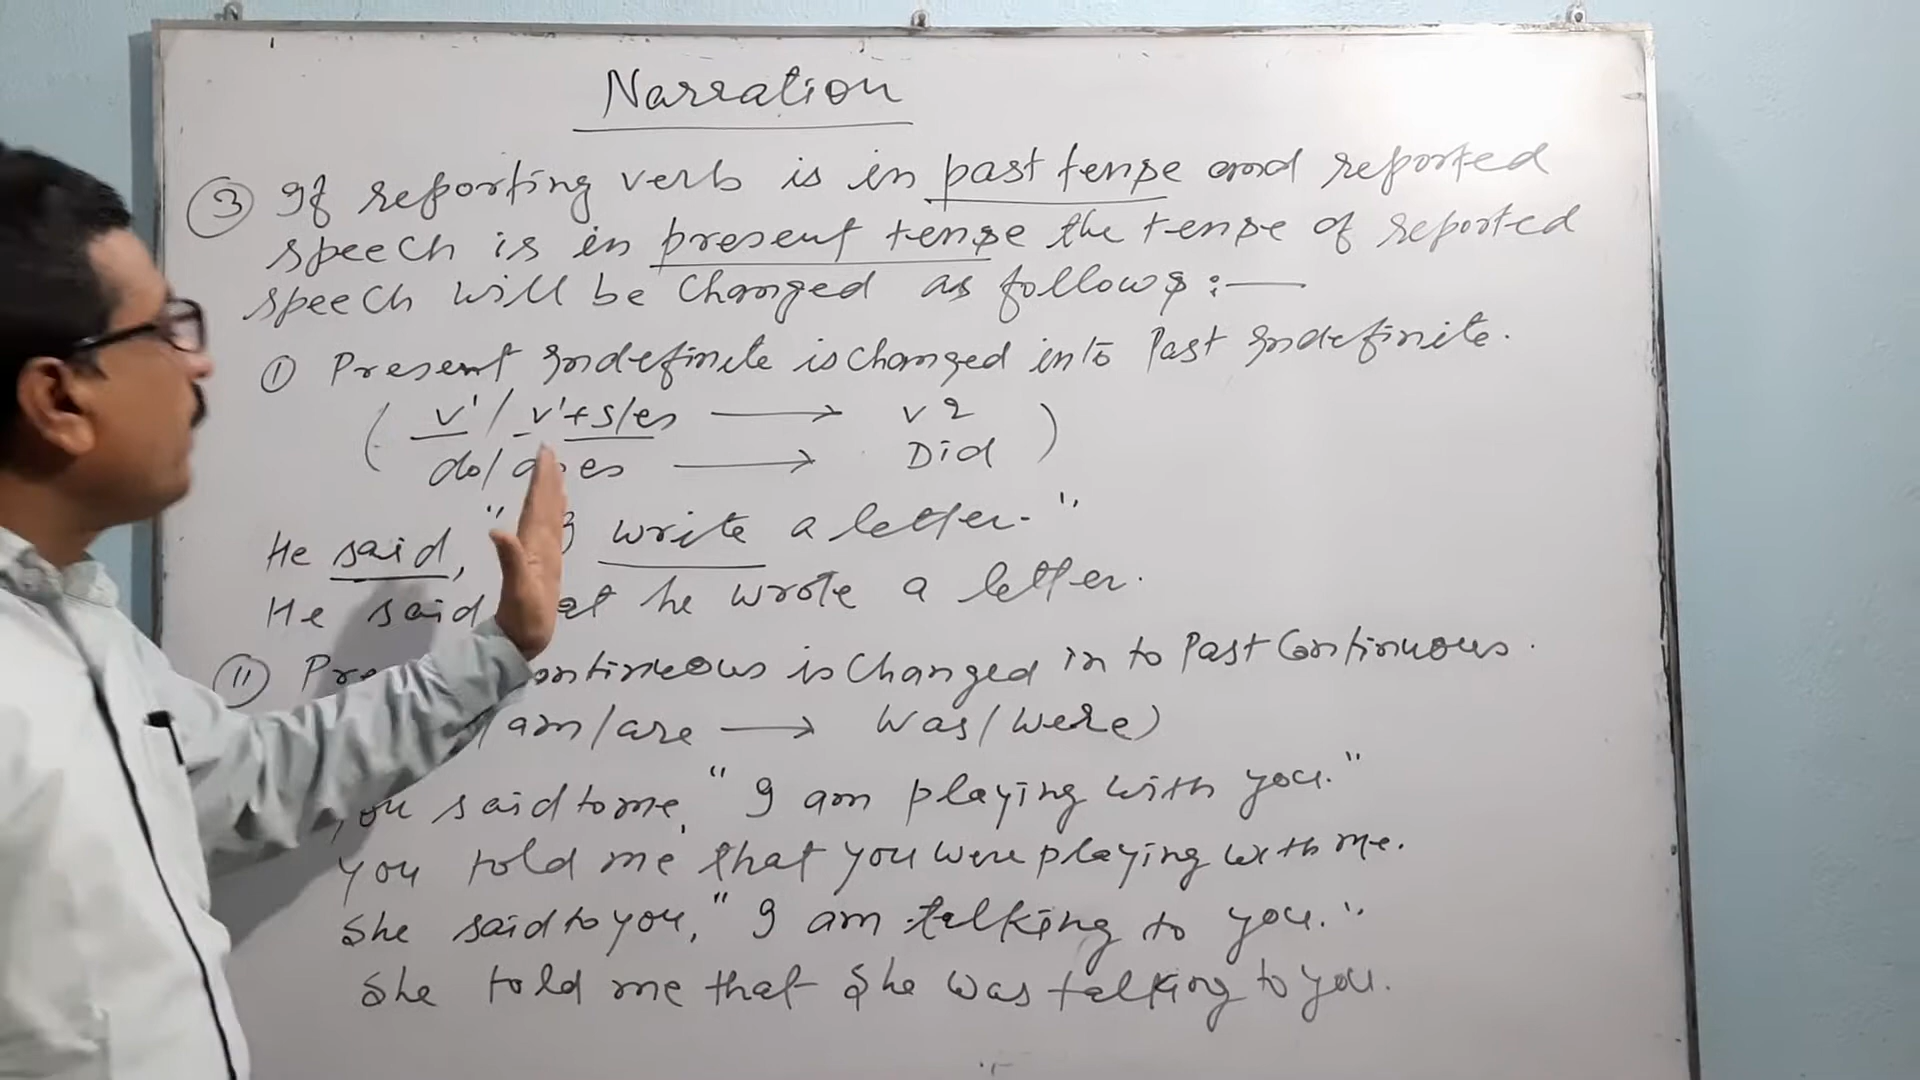 Narration
③ If reporting verb is in past tense and reported
speech is in present tense the tense of reported
speech will be changed as follows :—
① Present Indefinite is changed into Past Indefinite.
( v' / v'+s/es → v2 )
do/does → Did
He said, "I write a letter."
He said he wrote a letter.
(11) ontinuous is changed in to Past Continuous.
/am/are → was/were)
said to me, "I am playing with you."
you told me that you were playing with me.
She said to you, "I am talking to you."
She told me that she was talking to you.